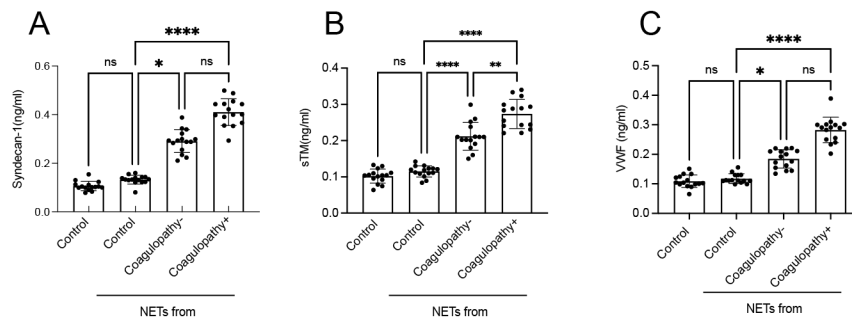 A
Syndecan-1(ng/ml)
0.6
0.4
0.2
0.0
ns
*
ns
****
Control
Control
Coagulopathy-
Coagulopathy+
NETs from
B
sTM(ng/ml)
0.4
0.3
0.2
0.1
0.0
ns
****
**
****
Control
Control
Coagulopathy-
Coagulopathy+
NETs from
C
VWF (ng/ml)
0.5
0.4
0.3
0.2
0.1
0.0
ns
*
ns
****
Control
Control
Coagulopathy-
Coagulopathy+
NETs from